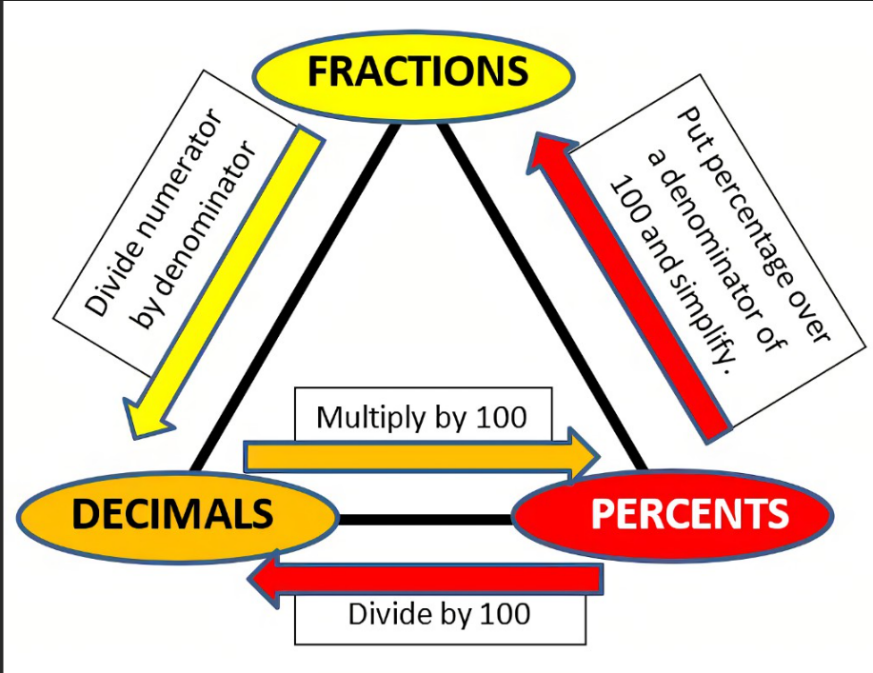 FRACTIONS
Divide numerator
by denominator
Put percentage over
a denominator of
100 and simplify.
Multiply by 100
DECIMALS
PERCENTS
Divide by 100